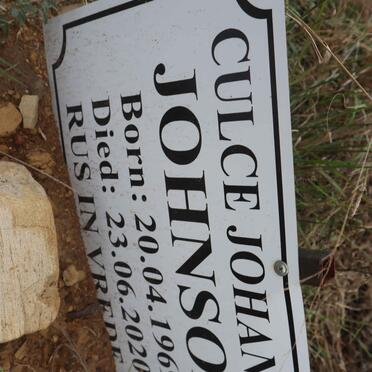 CULCE JOHAN
JOHNSO
Born: 20.04.196
Died: 23.06.2020
RUS IN VREDE